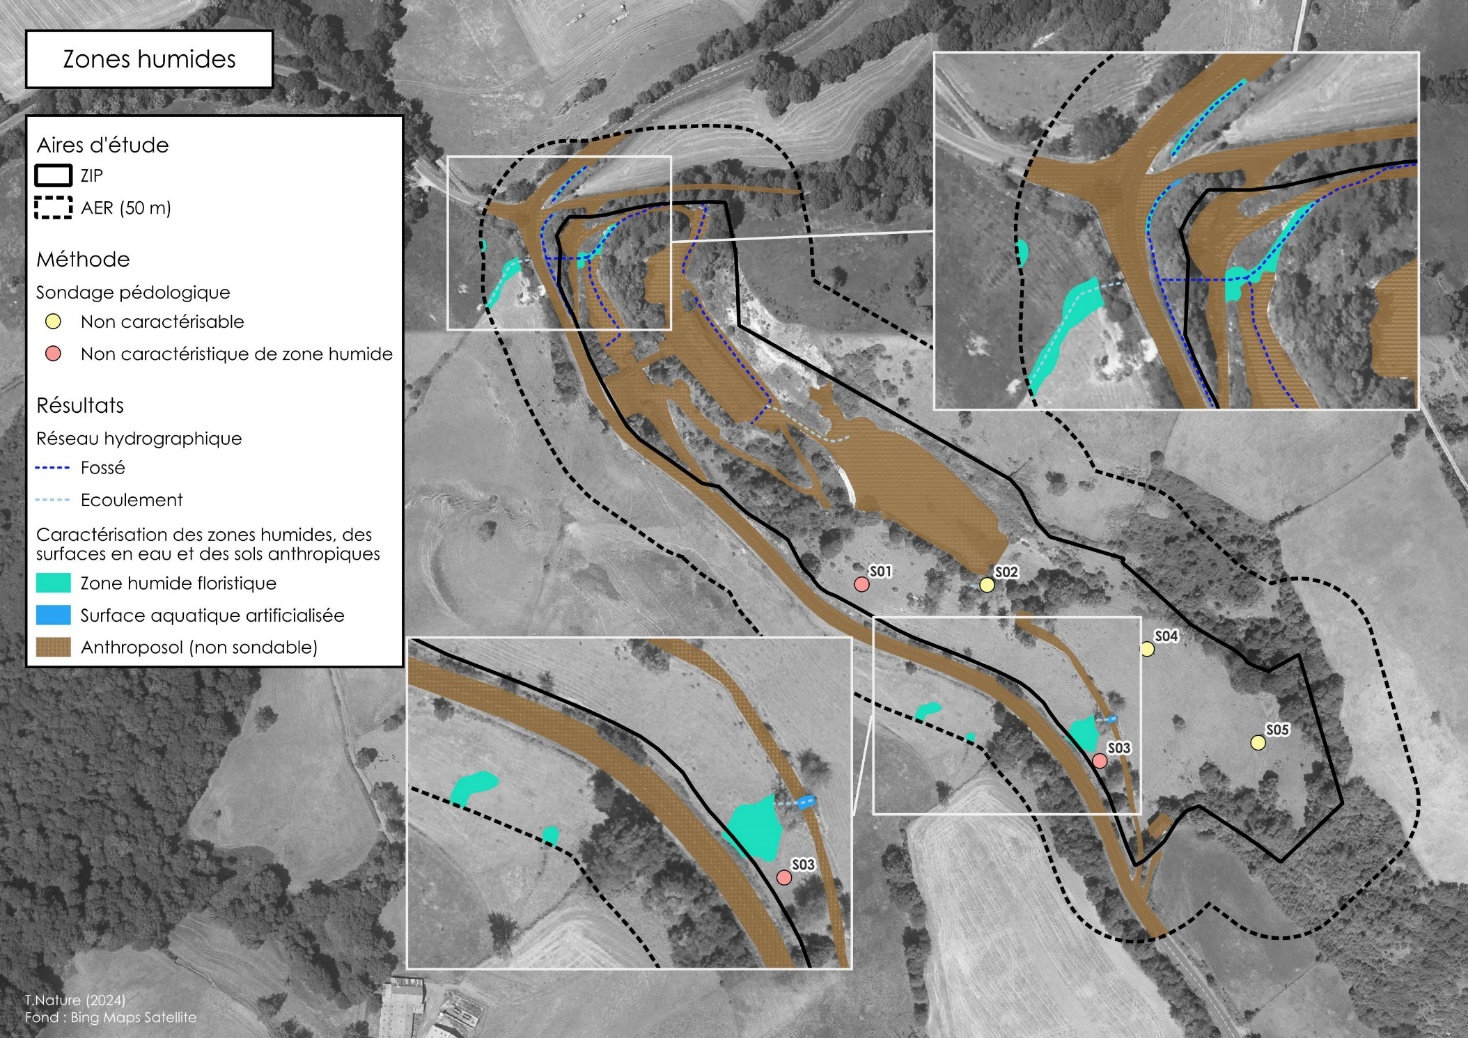 Zones humides
Aires d'étude
ZIP
AER (50 m)
Méthode
Sondage pédologique
Non caractérisable
Non caractéristique de zone humide
Résultats
Réseau hydrographique
Fossé
Ecoulement
Caractérisation des zones humides, des
surfaces en eau et des sols anthropiques
Zone humide floristique
Surface aquatique artificialisée
Anthroposol (non sondable)
S01
S02
S04
S05
S03
S03
T.Nature (2024)
Fond : Bing Maps Satellite